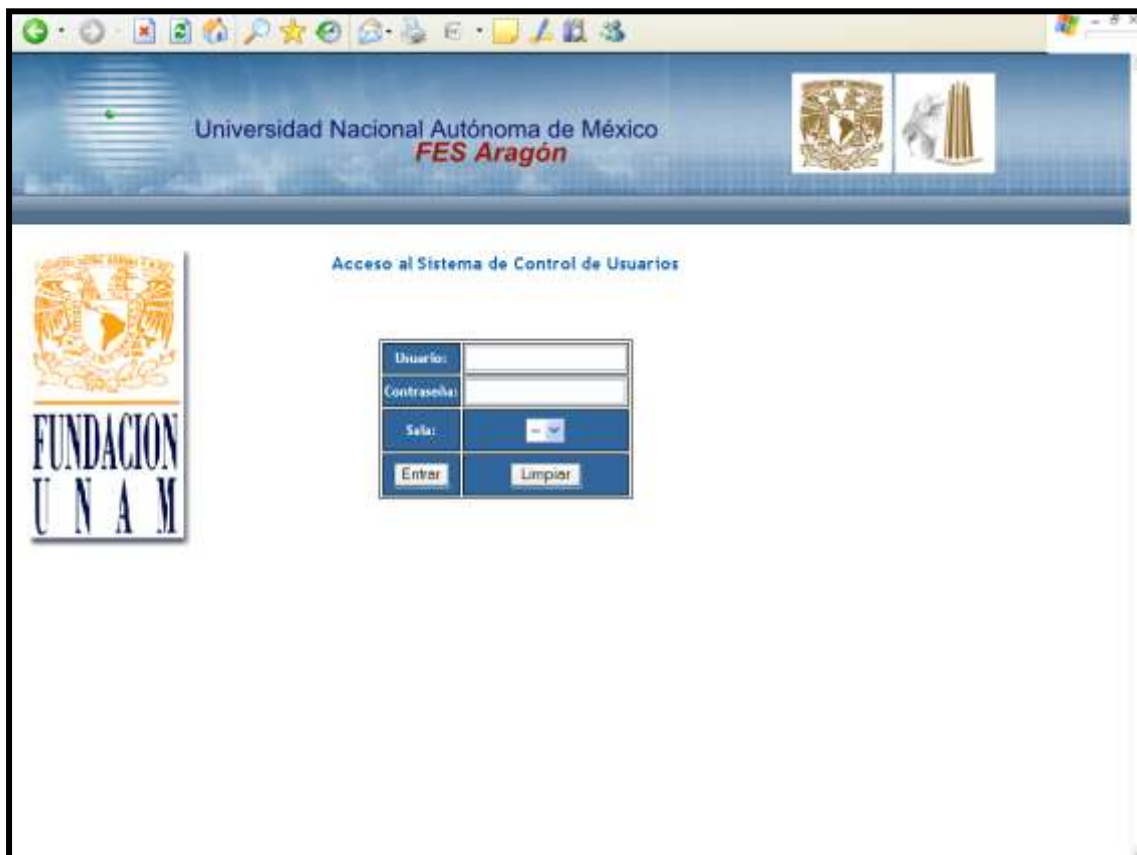 Universidad Nacional Autónoma de México
FES Aragón
Acceso al Sistema de Control de Usuarios
Usuario:
Contraseña:
Sala:
--
Entrar Limpiar
FUNDACION
U N A M